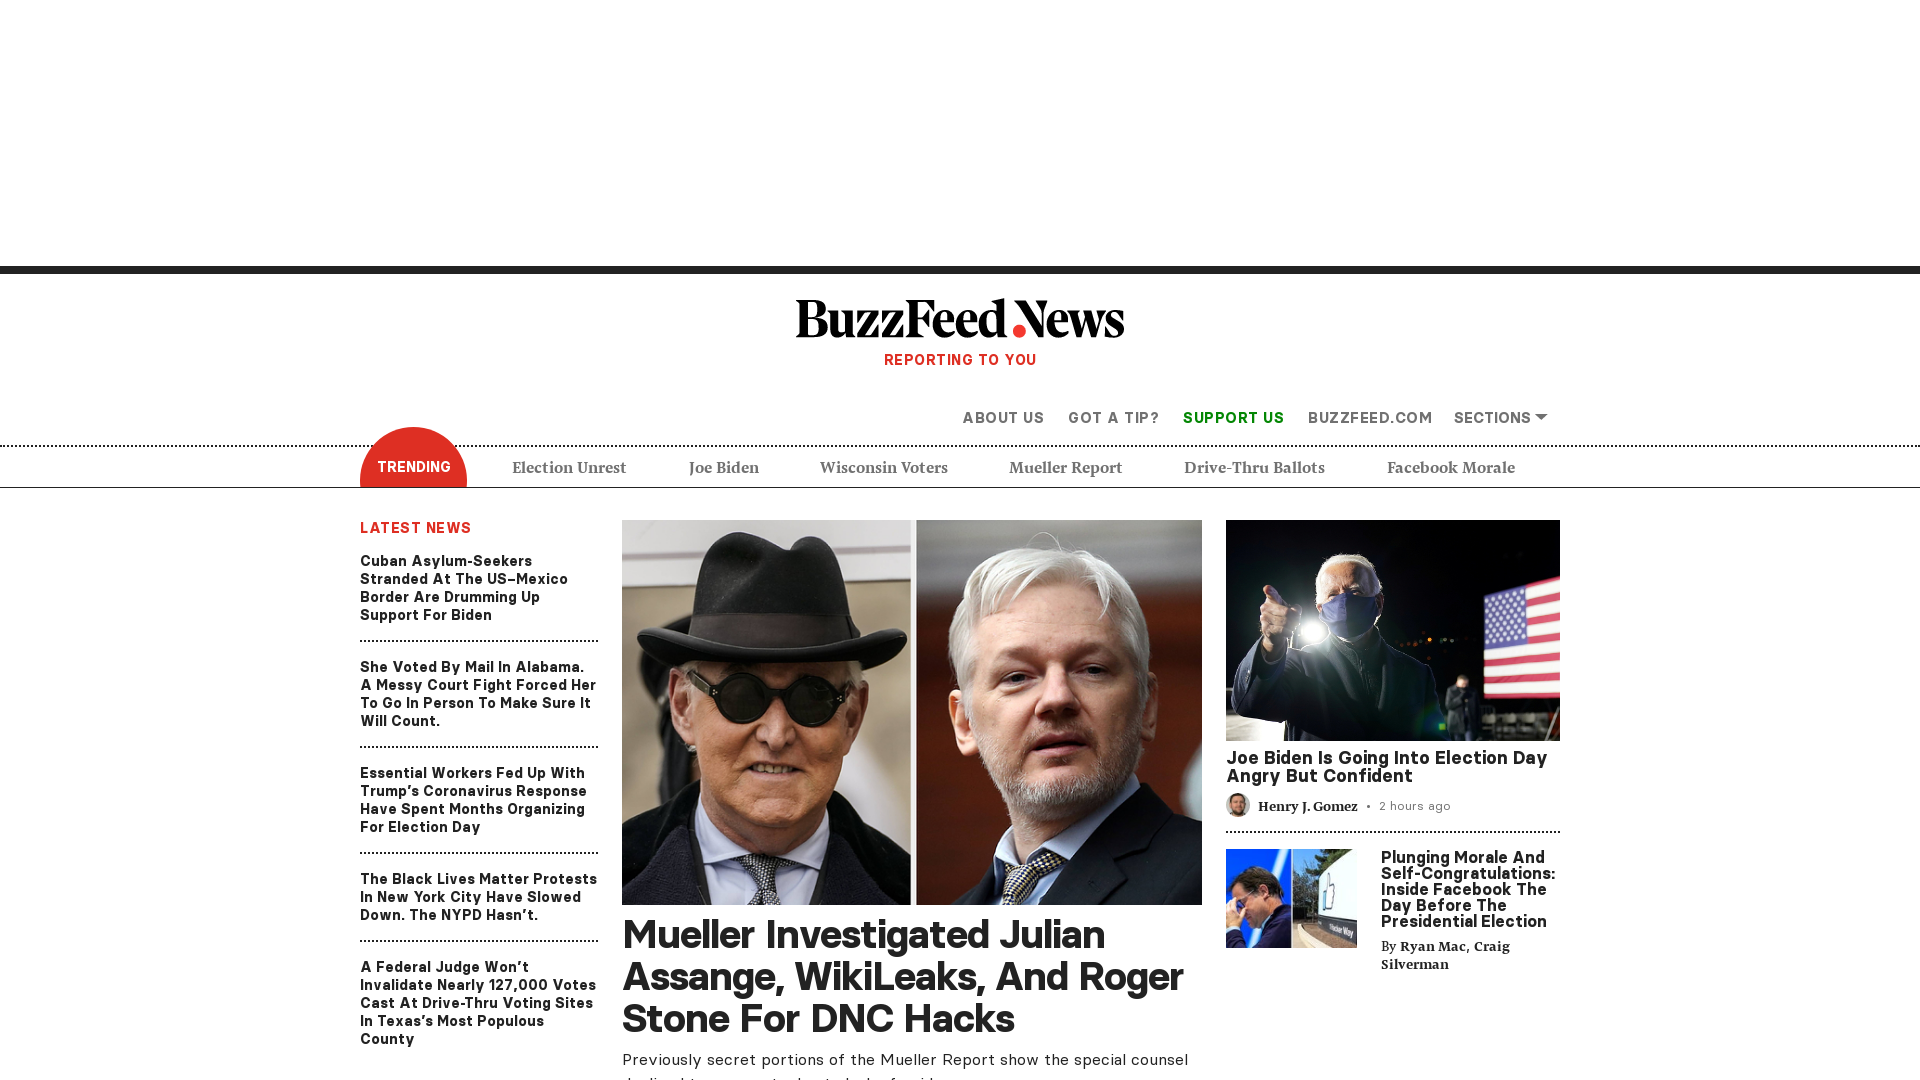 BuzzFeed News
REPORTING TO YOU
ABOUT US
GOT A TIP?
SUPPORT US
BUZZFEED.COM
SECTIONS
TRENDING
Election Unrest
Joe Biden
Wisconsin Voters
Mueller Report
Drive-Thru Ballots
Facebook Morale
LATEST NEWS
Cuban Asylum-Seekers
Stranded At The US–Mexico
Border Are Drumming Up
Support For Biden
She Voted By Mail In Alabama.
A Messy Court Fight Forced Her
To Go In Person To Make Sure It
Will Count.
Essential Workers Fed Up With
Trump’s Coronavirus Response
Have Spent Months Organizing
For Election Day
The Black Lives Matter Protests
In New York City Have Slowed
Down. The NYPD Hasn’t.
A Federal Judge Won’t
Invalidate Nearly 127,000 Votes
Cast At Drive-Thru Voting Sites
In Texas’s Most Populous
County
Mueller Investigated Julian
Assange, WikiLeaks, And Roger
Stone For DNC Hacks
Previously secret portions of the Mueller Report show the special counsel
Joe Biden Is Going Into Election Day
Angry But Confident
Henry J. Gomez • 2 hours ago
Plunging Morale And
Self-Congratulations:
Inside Facebook The
Day Before The
Presidential Election
By Ryan Mac, Craig
Silverman